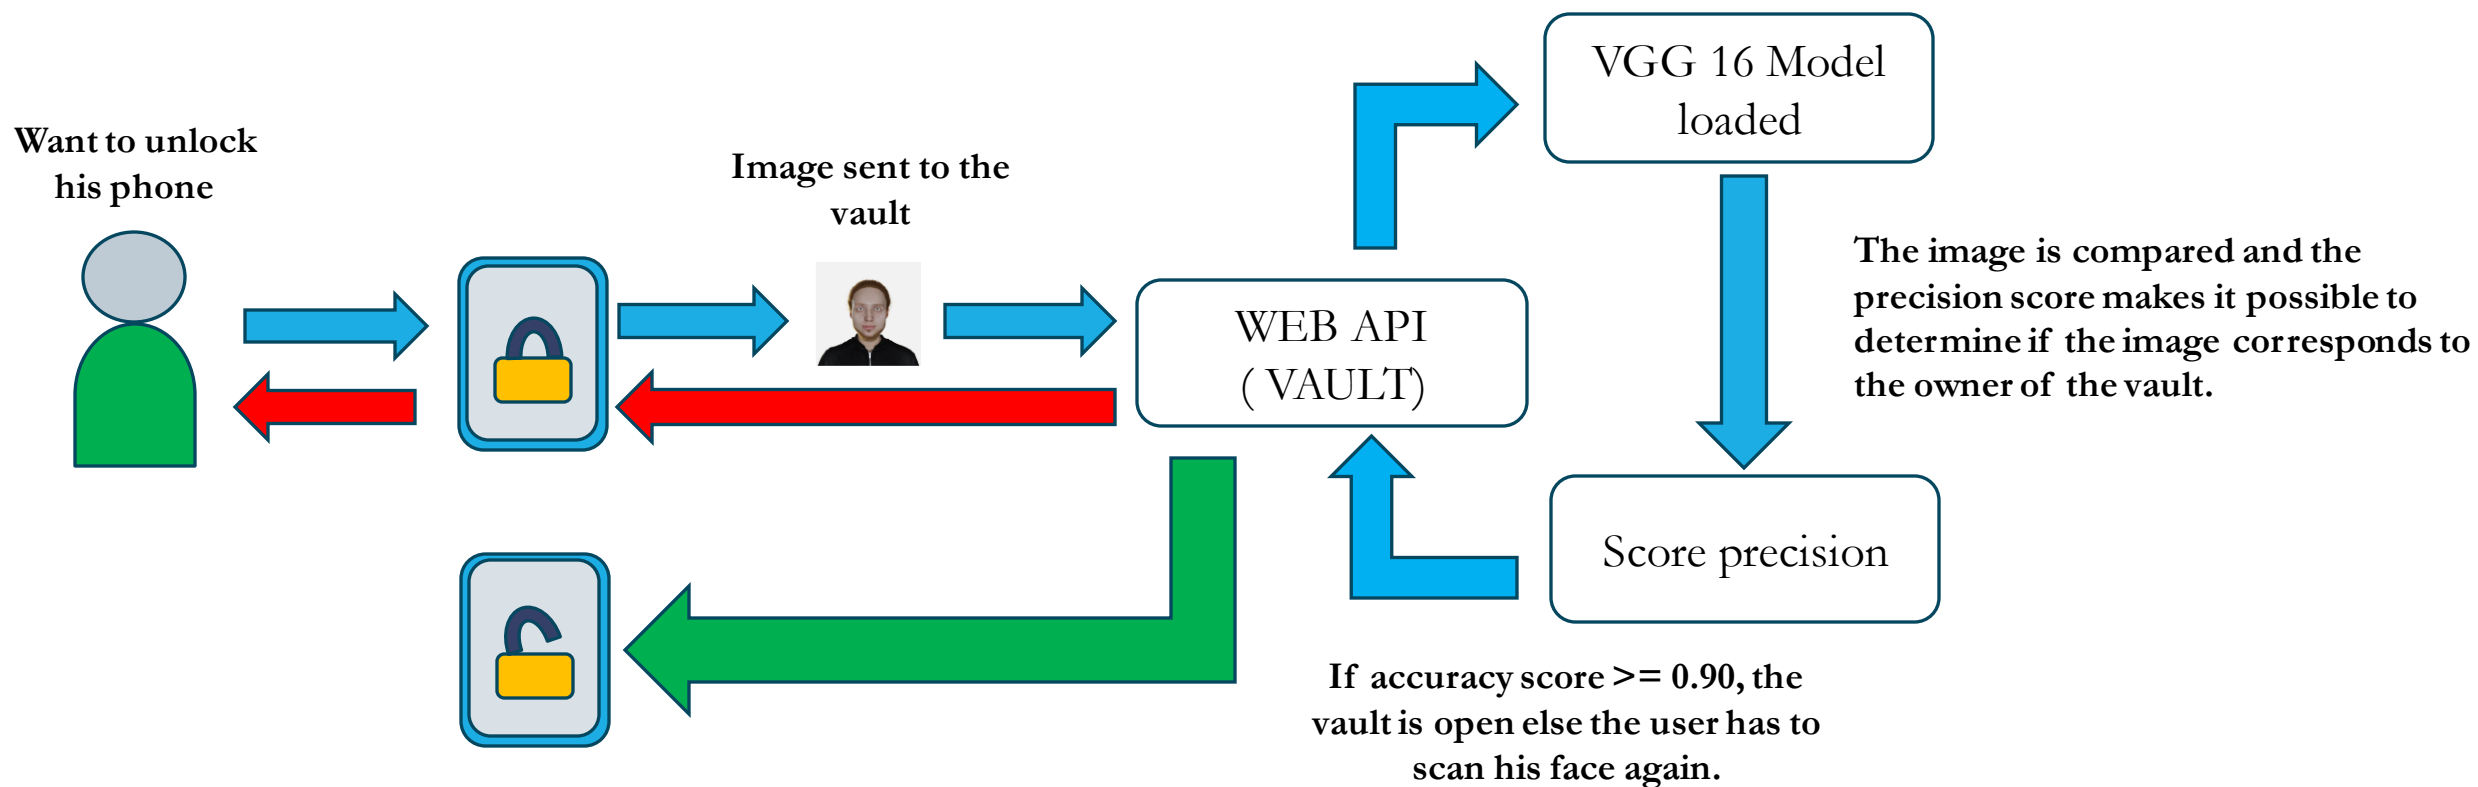 Want to unlock
his phone
Image sent to the
vault
WEB API
( VAULT)
VGG 16 Model
loaded
The image is compared and the
precision score makes it possible to
determine if the image corresponds to
the owner of the vault.
Score precision
If accuracy score >= 0.90, the
vault is open else the user has to
scan his face again.